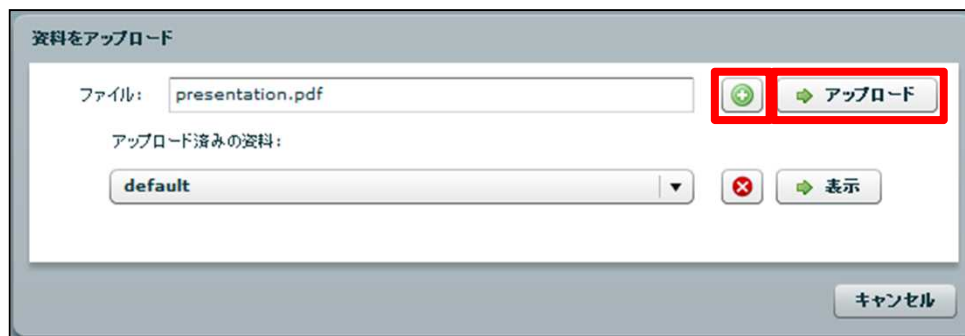 資料をアップロード
ファイル: presentation.pdf アップロード
アップロード済みの資料:
default 表示
キャンセル